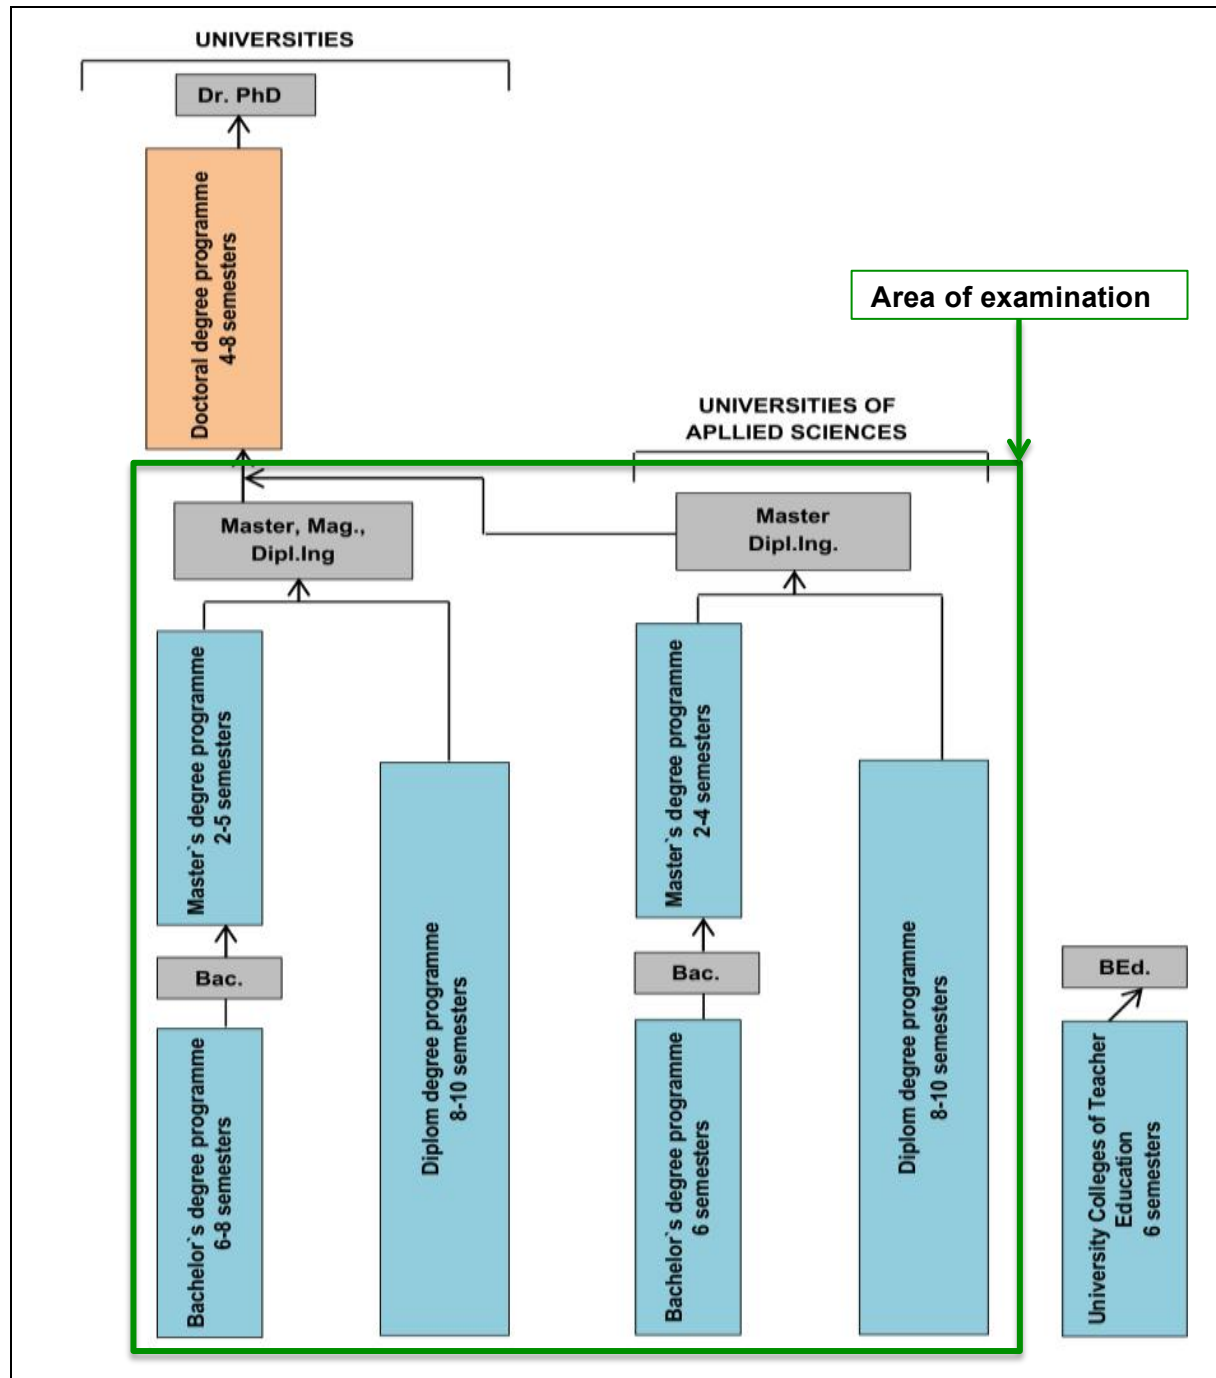 UNIVERSITIES
Dr. PhD
Doctoral degree programme
4-8 semesters
Area of examination
UNIVERSITIES OF
APLLIED SCIENCES
Master, Mag.,
Dipl.Ing
Master
Dipl.Ing.
Master`s degree programme
2-5 semesters
Diplom degree programme
8-10 semesters
Master`s degree programme
2-4 semesters
Diplom degree programme
8-10 semesters
Bac.
Bac.
BEd.
Bachelor`s degree programme
6-8 semesters
Bachelor`s degree programme
6 semesters
University Colleges of Teacher
Education
6 semesters